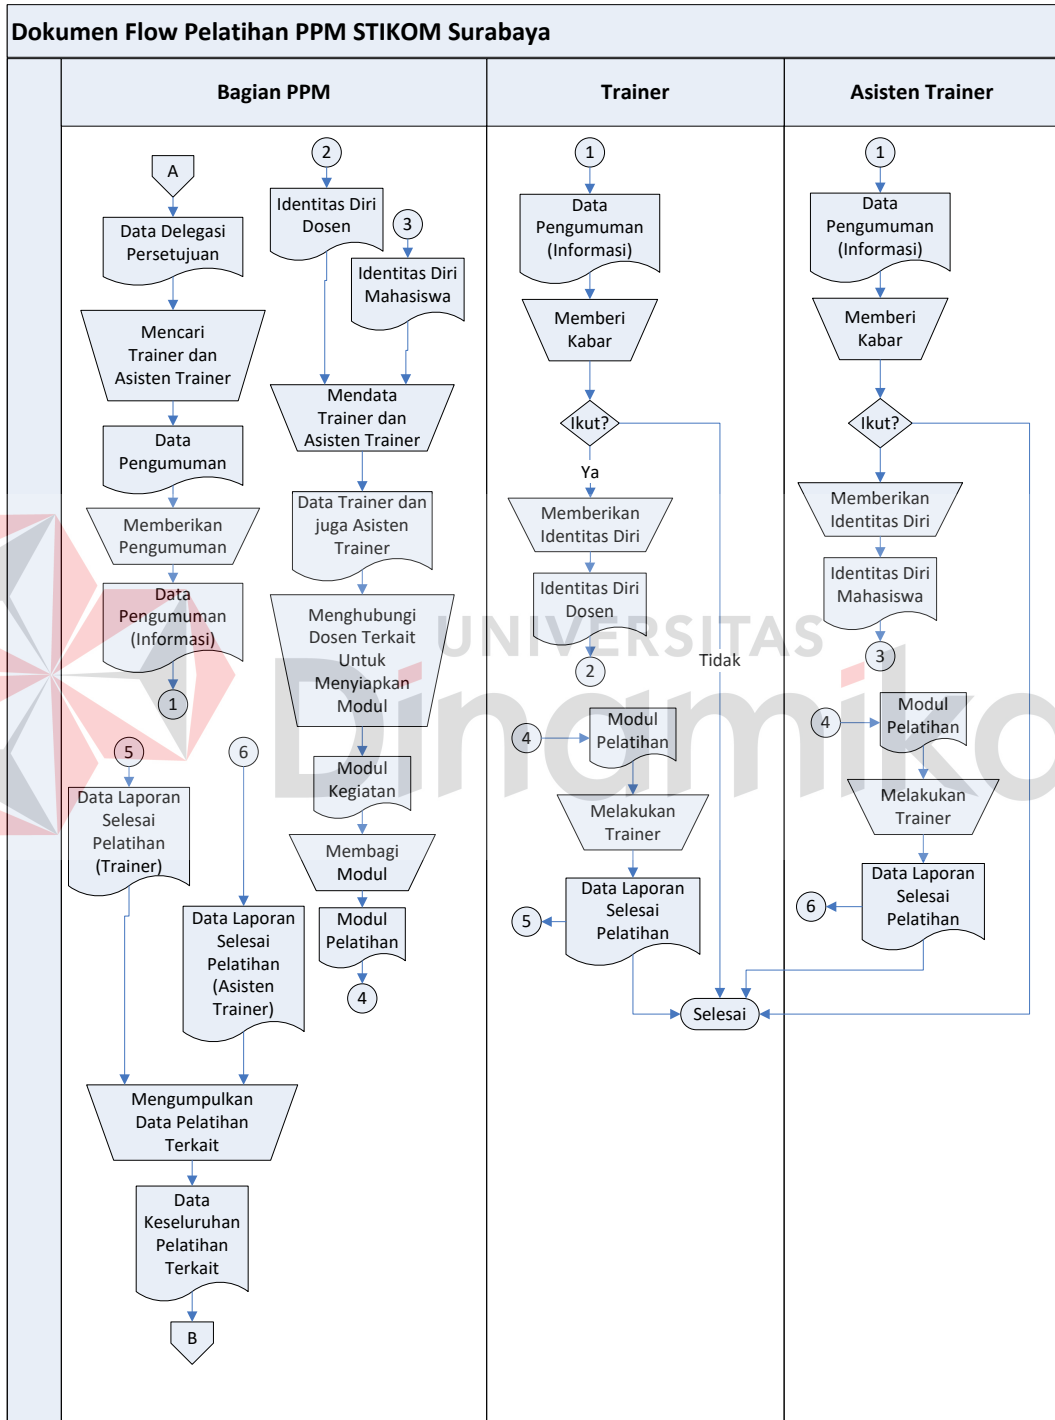 Dokumen Flow Pelatihan PPM STIKOM Surabaya
Bagian PPM
Trainer
Asisten Trainer
A
Data Delegasi
Persetujuan
Mencari
Trainer dan
Asisten Trainer
Data
Pengumuman
Memberikan
Pengumuman
Data
Pengumuman
(Informasi)
1
2
Identitas Diri
Dosen
3
Identitas Diri
Mahasiswa
Mendata
Trainer dan
Asisten Trainer
Data Trainer dan
juga Asisten
Trainer
Menghubungi
Dosen Terkait
Untuk
Menyiapkan
Modul
Modul
Kegiatan
Membagi
Modul
Modul
Pelatihan
4
5
Data Laporan
Selesai
Pelatihan
(Trainer)
6
Data Laporan
Selesai
Pelatihan
(Asisten
Trainer)
Mengumpulkan
Data Pelatihan
Terkait
Data
Keseluruhan
Pelatihan
Terkait
B
1
Data
Pengumuman
(Informasi)
Memberi
Kabar
Ikut?
Ya
Memberikan
Identitas Diri
Identitas Diri
Dosen
2
Tidak
4
Modul
Pelatihan
Melakukan
Trainer
Data Laporan
Selesai
Pelatihan
5
Selesai
1
Data
Pengumuman
(Informasi)
Memberi
Kabar
Ikut?
Memberikan
Identitas Diri
Identitas Diri
Mahasiswa
3
4
Modul
Pelatihan
Melakukan
Trainer
Data Laporan
Selesai
Pelatihan
6
UNIVERSITAS
Dinamika